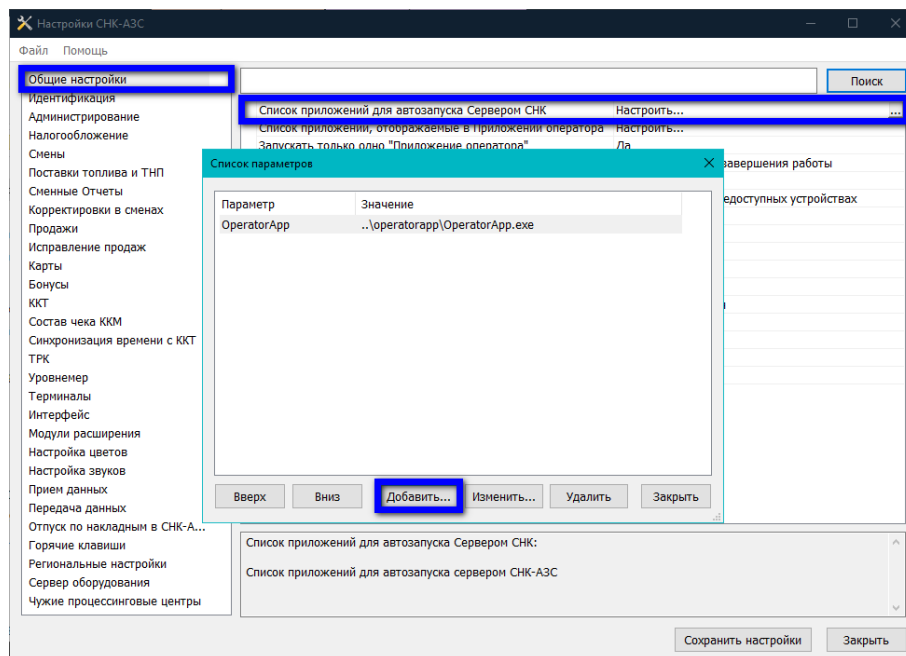 Настройки СНК-АЗС
Файл Помощь
Общие настройки
Идентификация
Администрирование
Налогообложение
Смены
Поставки топлива и ТНП
Сменные Отчеты
Корректировки в сменах
Продажи
Исправление продаж
Карты
Бонусы
ККТ
Состав чека ККМ
Синхронизация времени с ККТ
ТРК
Уровнемер
Терминалы
Интерфейс
Модули расширения
Настройка цветов
Настройка звуков
Прием данных
Передача данных
Отпуск по накладным в СНК-А...
Горячие клавиши
Региональные настройки
Сервер оборудования
Чужие процессинговые центры
Поиск
Список приложений для автозапуска Сервером СНК Настроить... ...
Список приложений, отображаемые в Приложении оператора Настроить...
Запускать только одно "Приложение оператора" Да
завершения работы
едоступных устройствах
Список параметров
Параметр Значение
OperatorApp ..\operatorapp\OperatorApp.exe
Вверх Вниз Добавить... Изменить... Удалить Закрыть
Список приложений для автозапуска Сервером СНК:
Список приложений для автозапуска сервером СНК-АЗС
Сохранить настройки Закрыть